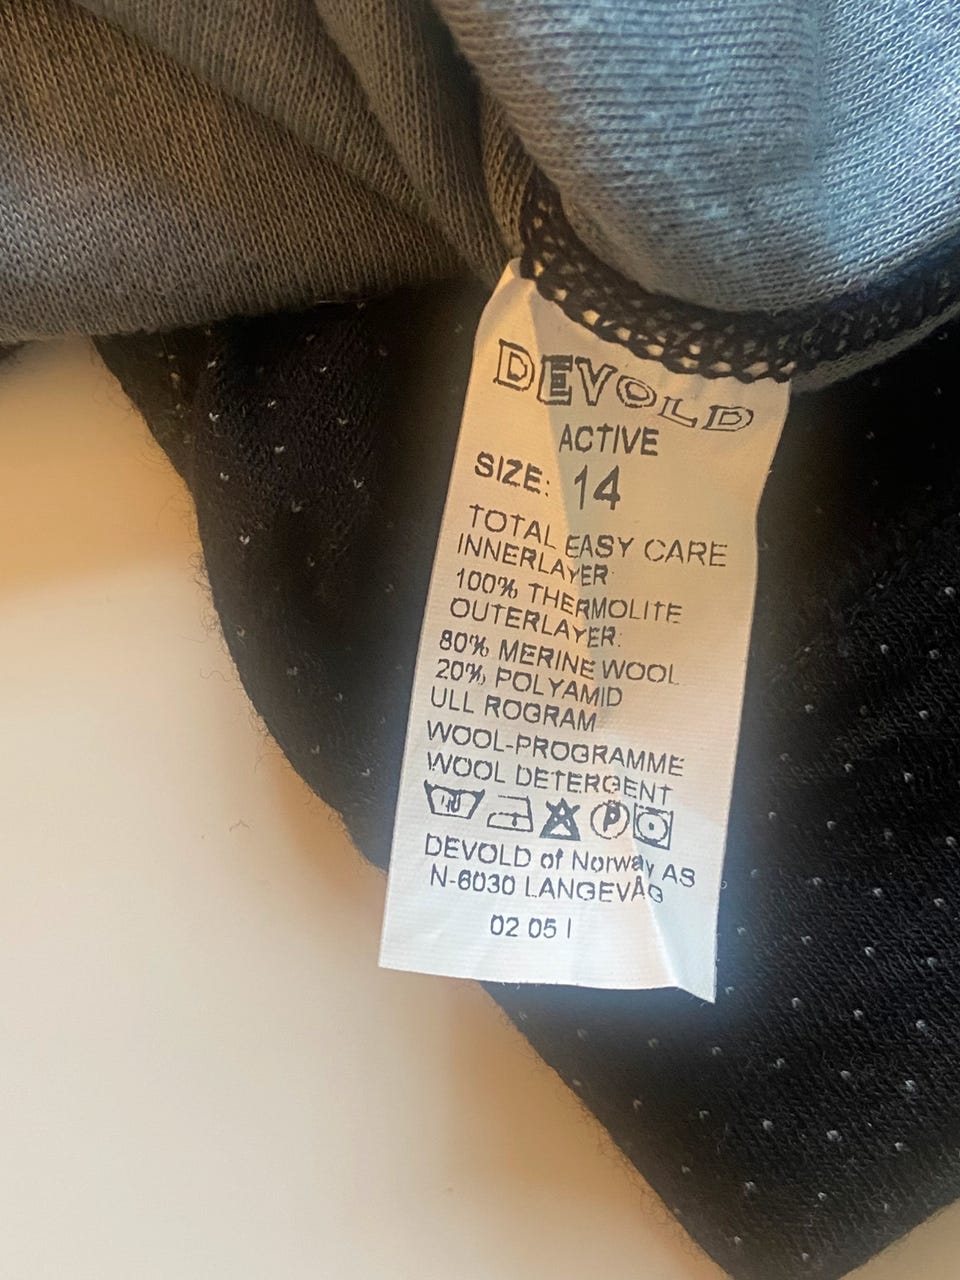 DEVOLD
ACTIVE
SIZE: 14
TOTAL EASY CARE
INNERLAYER:
100% THERMOLITE
OUTERLAYER:
80% MERINE WOOL
20% POLYAMID
ULL ROGRAM
WOOL-PROGRAMME
WOOL DETERGENT
P
DEVOLD of Norway AS
N-6030 LANGEVÅG
02 05 I